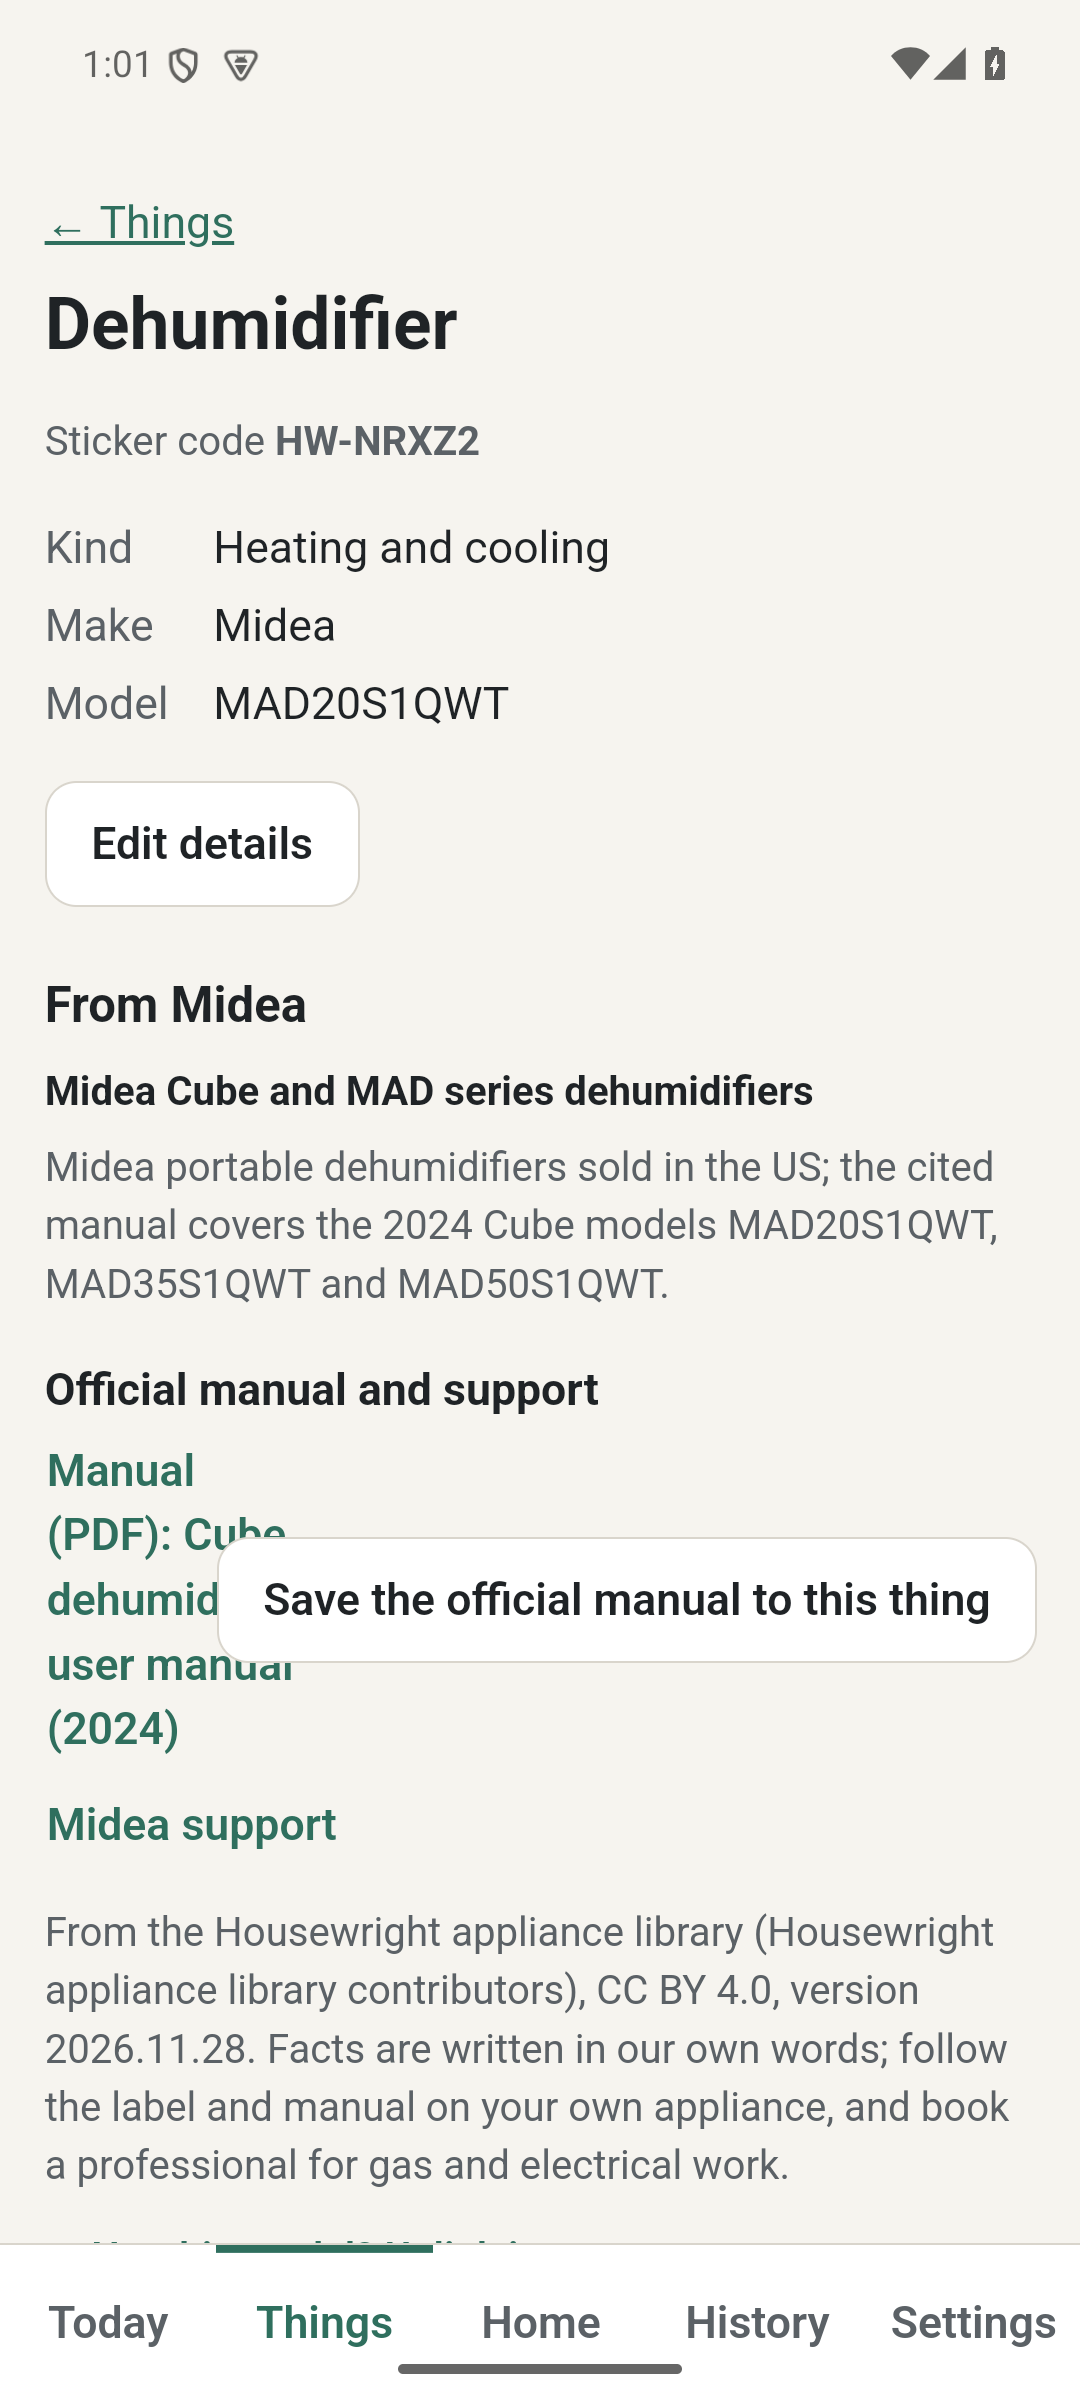 1:01
← Things
Dehumidifier
Sticker code HW-NRXZ2
Kind Heating and cooling
Make Midea
Model MAD20S1QWT
Edit details
From Midea
Midea Cube and MAD series dehumidifiers
Midea portable dehumidifiers sold in the US; the cited
manual covers the 2024 Cube models MAD20S1QWT,
MAD35S1QWT and MAD50S1QWT.
Official manual and support
Manual
(PDF): Cube
dehumid
user manual
(2024)
Save the official manual to this thing
Midea support
From the Housewright appliance library (Housewright
appliance library contributors), CC BY 4.0, version
2026.11.28. Facts are written in our own words; follow
the label and manual on your own appliance, and book
a professional for gas and electrical work.
Today Things Home History Settings